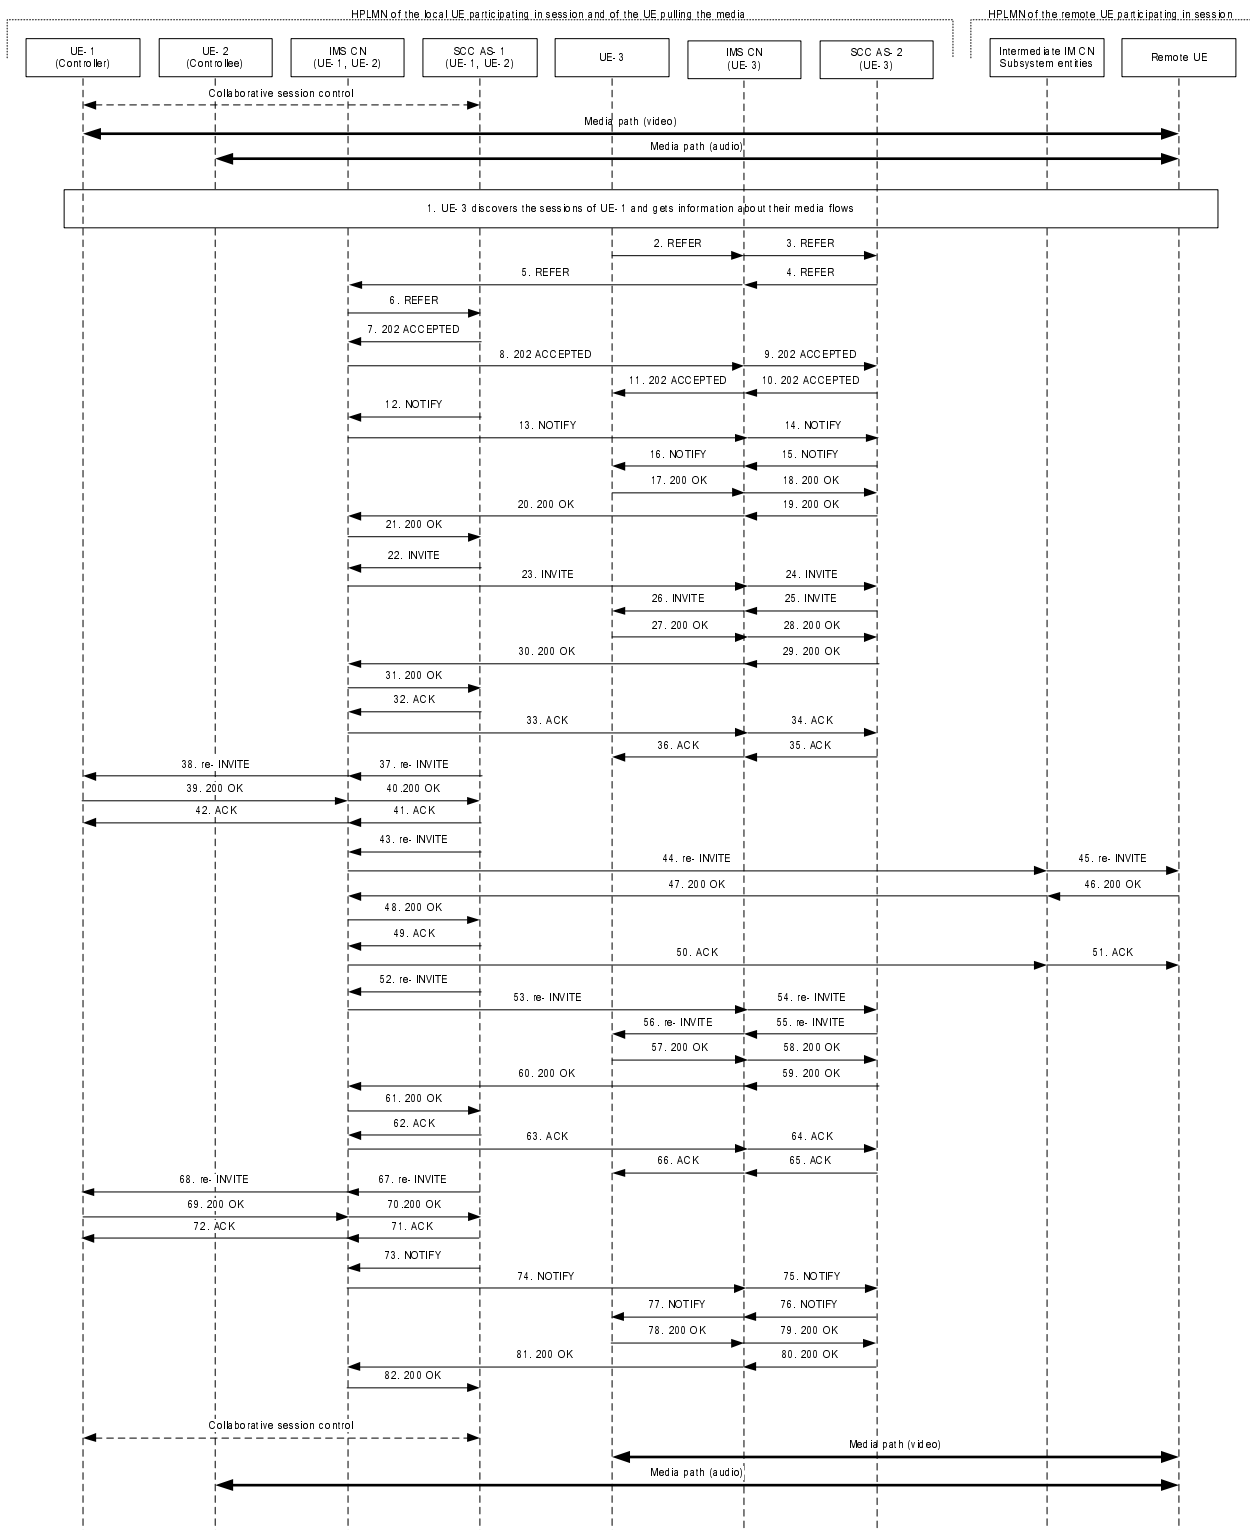 HPLMN of the local UE participating in session and of the UE pulling the media
HPLMN of the remote UE participating in session
UE-1
(Controller)
UE-2
(Controllee)
IMS CN
(UE-1, UE-2)
SCC AS-1
(UE-1, UE-2)
UE-3
IMS CN
(UE-3)
SCC AS-2
(UE-3)
Intermediate IM CN
Subsystem entities
Remote UE
Collaborative session control
Media path (video)
Media path (audio)
1. UE-3 discovers the sessions of UE-1 and gets information about their media flows
2. REFER
3. REFER
5. REFER
4. REFER
6. REFER
7. 202 ACCEPTED
8. 202 ACCEPTED
9. 202 ACCEPTED
11. 202 ACCEPTED
10. 202 ACCEPTED
12. NOTIFY
13. NOTIFY
14. NOTIFY
16. NOTIFY
15. NOTIFY
17. 200 OK
18. 200 OK
20. 200 OK
19. 200 OK
21. 200 OK
22. INVITE
23. INVITE
24. INVITE
26. INVITE
25. INVITE
27. 200 OK
28. 200 OK
30. 200 OK
29. 200 OK
31. 200 OK
32. ACK
33. ACK
34. ACK
36. ACK
35. ACK
38. re-INVITE
37. re-INVITE
39. 200 OK
40.200 OK
42. ACK
41. ACK
43. re-INVITE
44. re-INVITE
45. re-INVITE
47. 200 OK
46. 200 OK
48. 200 OK
49. ACK
50. ACK
51. ACK
52. re-INVITE
53. re-INVITE
54. re-INVITE
56. re-INVITE
55. re-INVITE
57. 200 OK
58. 200 OK
60. 200 OK
59. 200 OK
61. 200 OK
62. ACK
63. ACK
64. ACK
66. ACK
65. ACK
68. re-INVITE
67. re-INVITE
69. 200 OK
70.200 OK
72. ACK
71. ACK
73. NOTIFY
74. NOTIFY
75. NOTIFY
77. NOTIFY
76. NOTIFY
78. 200 OK
79. 200 OK
81. 200 OK
80. 200 OK
82. 200 OK
Collaborative session control
Media path (video)
Media path (audio)